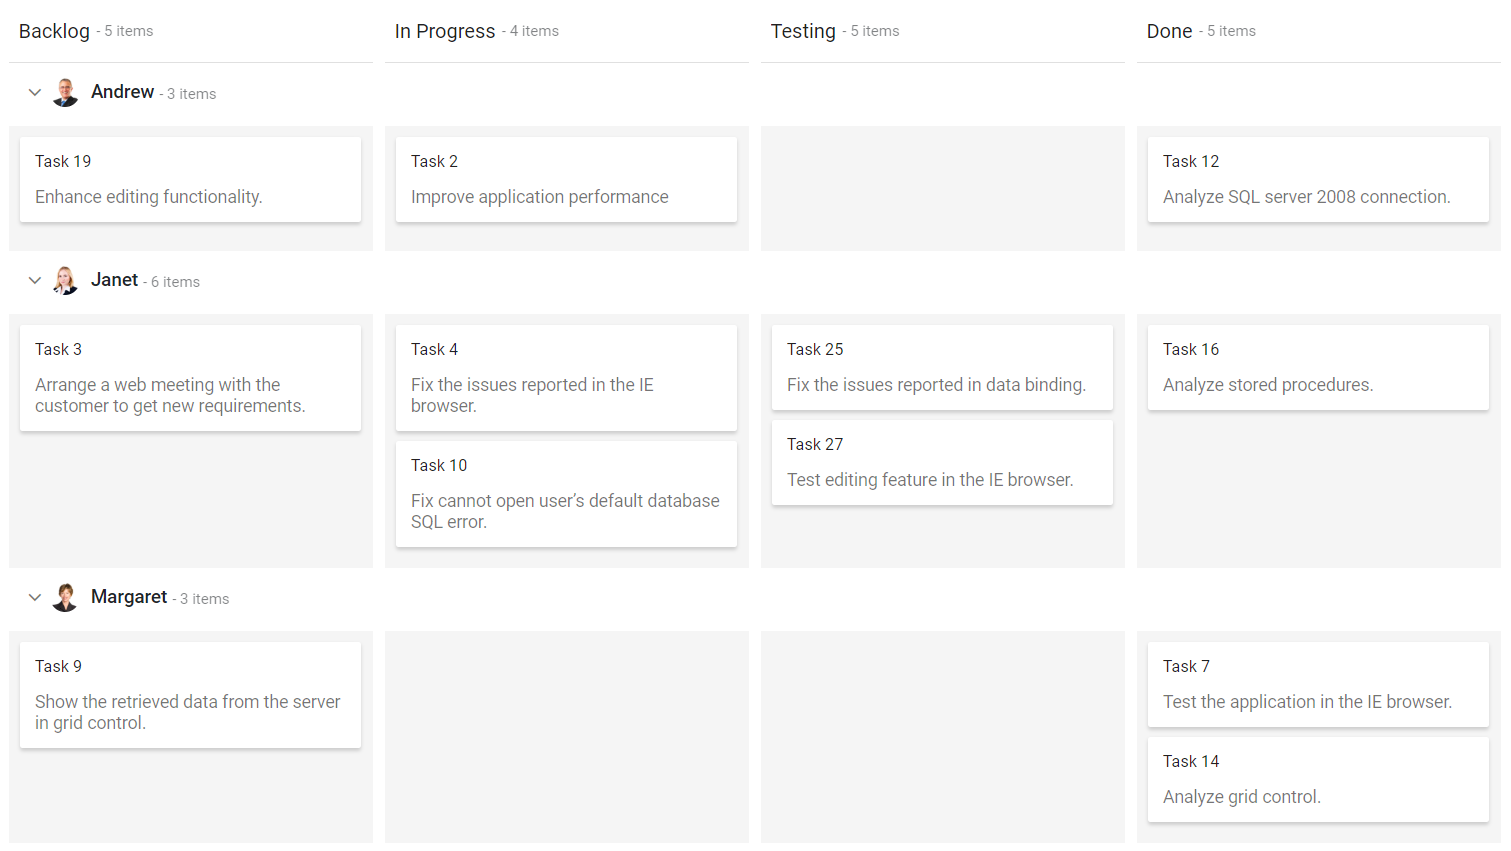 Backlog - 5 items
In Progress - 4 items
Testing - 5 items
Done - 5 items
Andrew - 3 items
Task 19
Enhance editing functionality.
Task 2
Improve application performance
Task 12
Analyze SQL server 2008 connection.
Janet - 6 items
Task 3
Arrange a web meeting with the
customer to get new requirements.
Task 4
Fix the issues reported in the IE
browser.
Task 10
Fix cannot open user’s default database
SQL error.
Task 25
Fix the issues reported in data binding.
Task 27
Test editing feature in the IE browser.
Task 16
Analyze stored procedures.
Margaret - 3 items
Task 9
Show the retrieved data from the server
in grid control.
Task 7
Test the application in the IE browser.
Task 14
Analyze grid control.